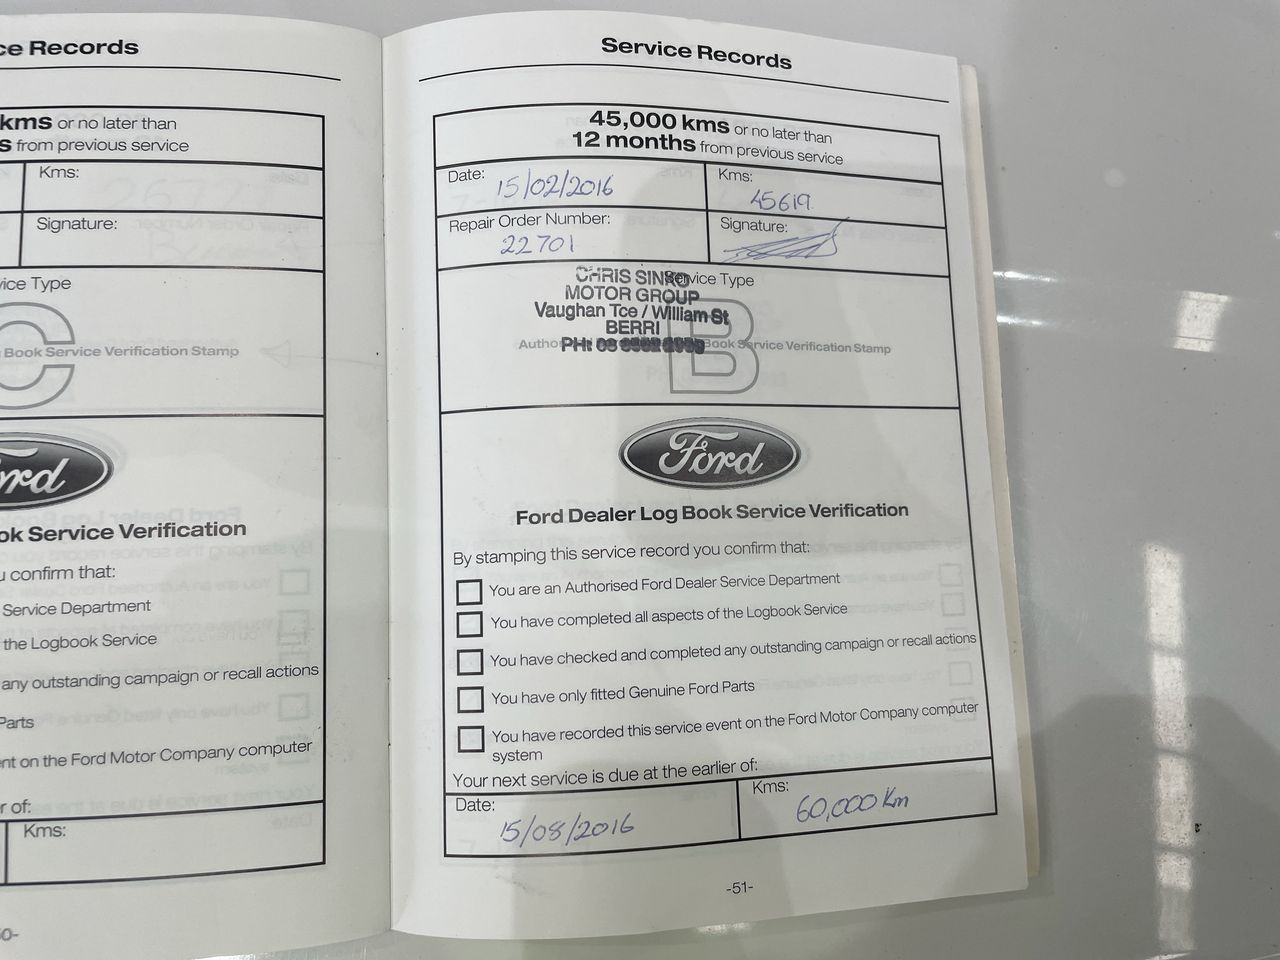 ce Records
kms or no later than
s from previous service
Kms:
Signature:
vice Type
C
Book Service Verification Stamp
ord
ok Service Verification
u confirm that:
Service Department
the Logbook Service
any outstanding campaign or recall actions
Parts
nt on the Ford Motor Company computer
r of:
Kms:
0-
Service Records
45,000 kms or no later than
12 months from previous service
Date: 15/02/2016
Kms: 45619
Repair Order Number: 22701
Signature:
Service Type
CHRIS SINKO
MOTOR GROUP
Vaughan Tce / William St
BERRI
PH: 08
B
Book Service Verification Stamp
Ford
Ford Dealer Log Book Service Verification
By stamping this service record you confirm that:
You are an Authorised Ford Dealer Service Department
You have completed all aspects of the Logbook Service
You have checked and completed any outstanding campaign or recall actions
You have only fitted Genuine Ford Parts
You have recorded this service event on the Ford Motor Company computer
system
Your next service is due at the earlier of:
Date: 15/08/2016
Kms: 60,000 Km
-51-